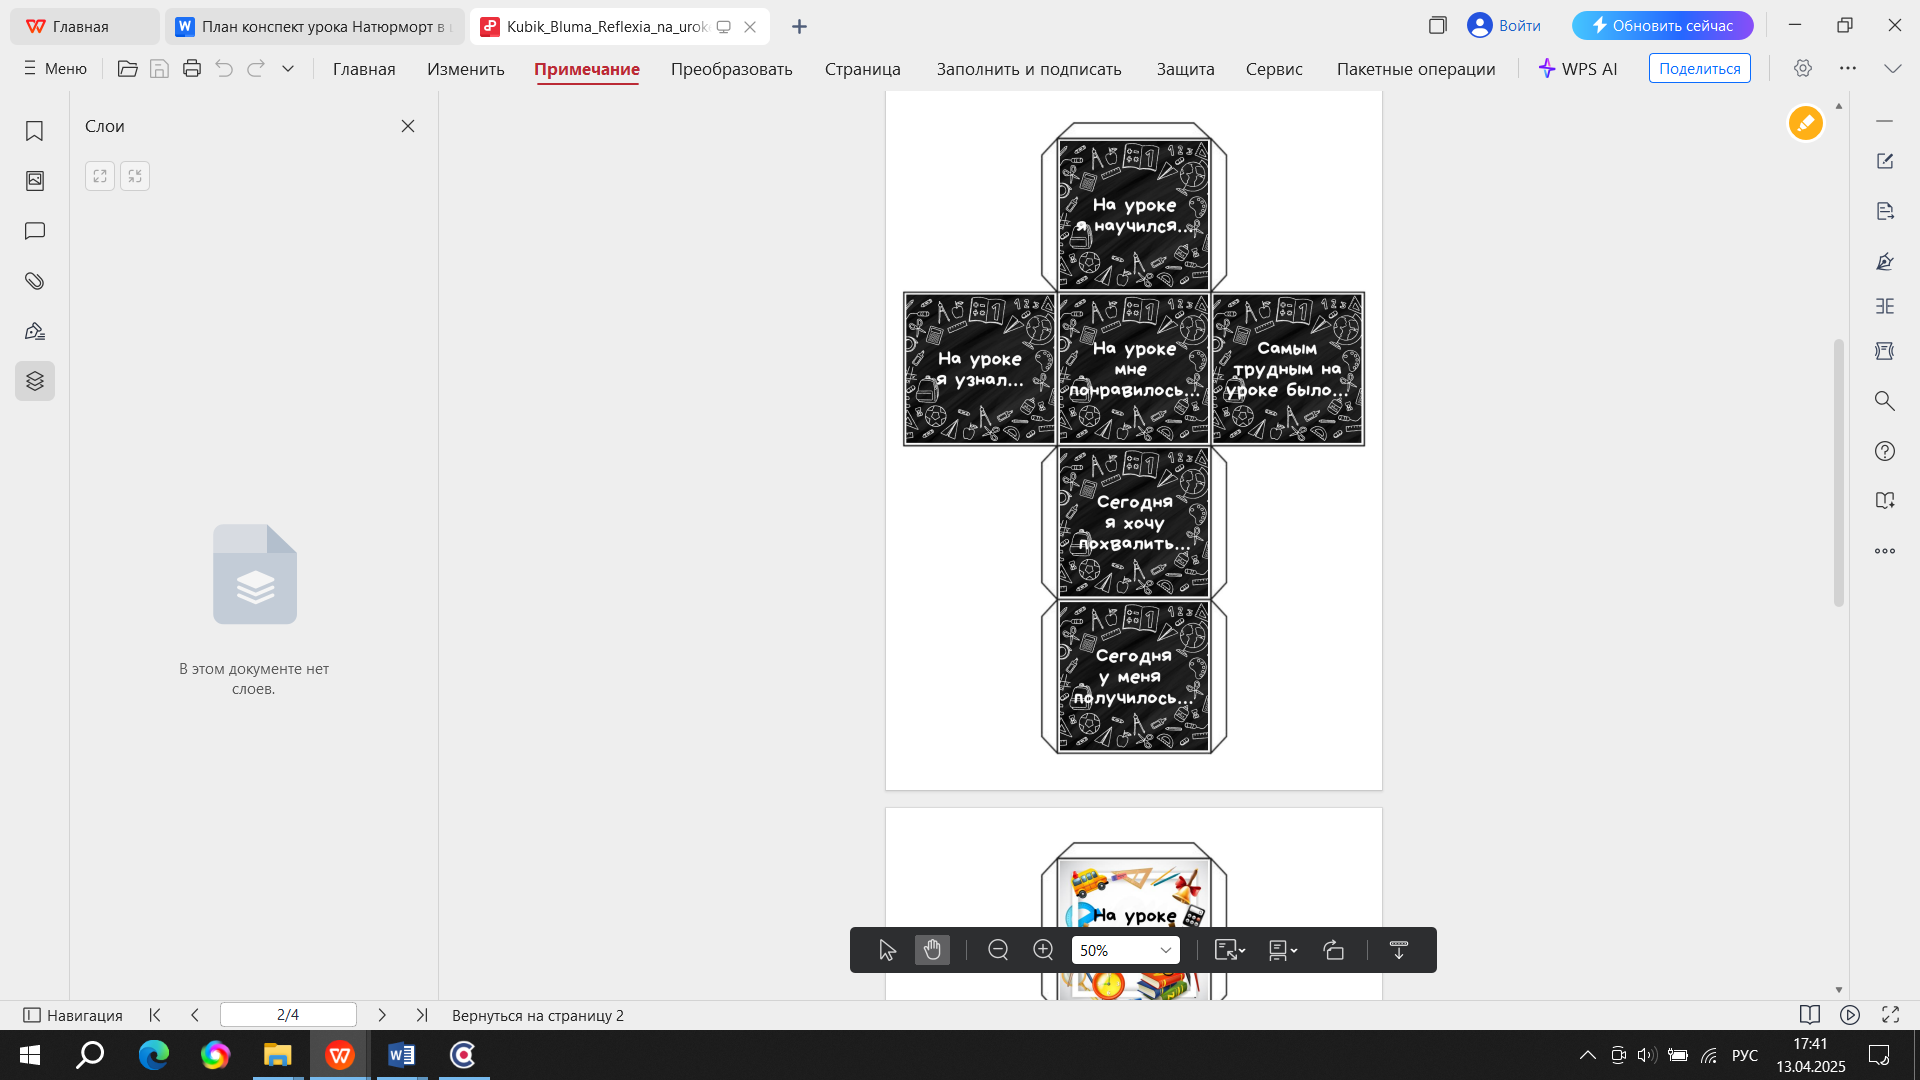 Главная
План конспект урока Натюрморт в
Kubik_Bluma_Reflexia_na_urok
Войти
Обновить сейчас
Меню
Главная
Изменить
Примечание
Преобразовать
Страница
Заполнить и подписать
Защита
Сервис
Пакетные операции
WPS AI
Поделиться
Слои
В этом документе нет
слоев.
На уроке
я научился...
На уроке
я узнал...
На уроке
мне
понравилось...
Самым
трудным на
уроке было...
Сегодня
я хочу
похвалить...
Сегодня
у меня
получилось...
На уроке
50%
Навигация
2/4
Вернуться на страницу 2
РУС
17:41
13.04.2025